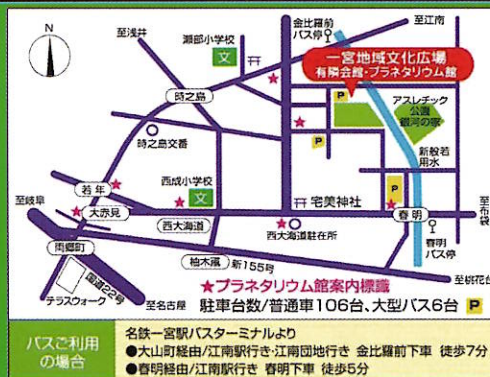 N
至浅井
瀬部小学校
文
金比羅前
バス停
至江南
一宮地域文化広場
有隣会館・プラネタリウム館
P
時之島
アスレチック
公園
銀河の家
時之島交番
P
新般若
用水
若年
西成小学校
文
至岐阜
大赤見
宅美神社
P
春明
至布袋
両郷町
西大海道
西大海道駐在所
春明
バス停
国道22号
柚木颪
新155号
テラスウォーク
至名古屋
至桃花台
★プラネタリウム館案内標識
駐車台数/普通車106台、大型バス6台 P
バスご利用
の場合
名鉄一宮駅バスターミナルより
●大山町経由/江南駅行き・江南団地行き 金比羅前下車 徒歩7分
●春明経由/江南駅行き 春明下車 徒歩5分